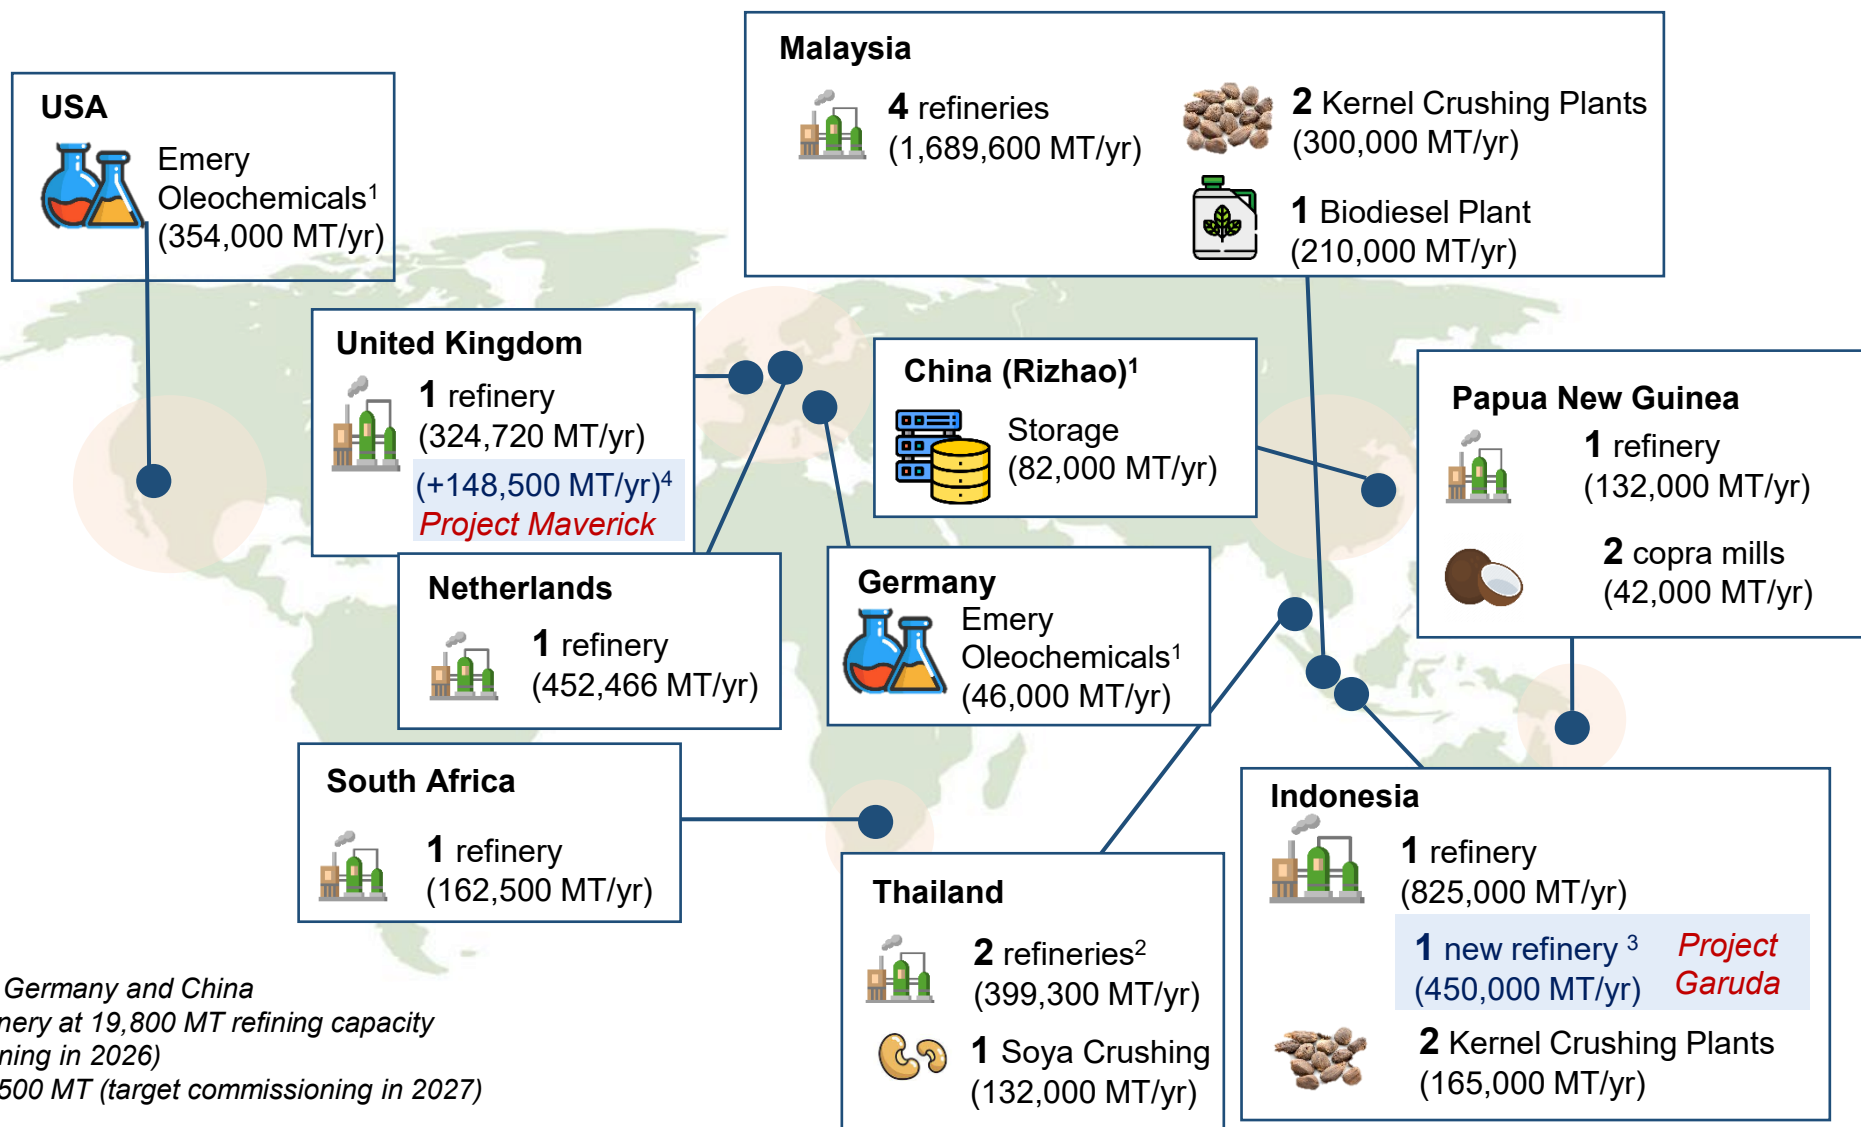 USA
Emery
Oleochemicals¹
(354,000 MT/yr)
Malaysia
4 refineries
(1,689,600 MT/yr)
2 Kernel Crushing Plants
(300,000 MT/yr)
1 Biodiesel Plant
(210,000 MT/yr)
United Kingdom
1 refinery
(324,720 MT/yr)
(+148,500 MT/yr)⁴
Project Maverick
China (Rizhao)¹
Storage
(82,000 MT/yr)
Papua New Guinea
1 refinery
(132,000 MT/yr)
2 copra mills
(42,000 MT/yr)
Netherlands
1 refinery
(452,466 MT/yr)
Germany
Emery
Oleochemicals¹
(46,000 MT/yr)
South Africa
1 refinery
(162,500 MT/yr)
Thailand
2 refineries²
(399,300 MT/yr)
1 Soya Crushing
(132,000 MT/yr)
Indonesia
1 refinery
(825,000 MT/yr)
1 new refinery ³
(450,000 MT/yr)
Project
Garuda
2 Kernel Crushing Plants
(165,000 MT/yr)
Germany and China
at 19,800 MT refining capacity
in 2026)
MT (target commissioning in 2027)